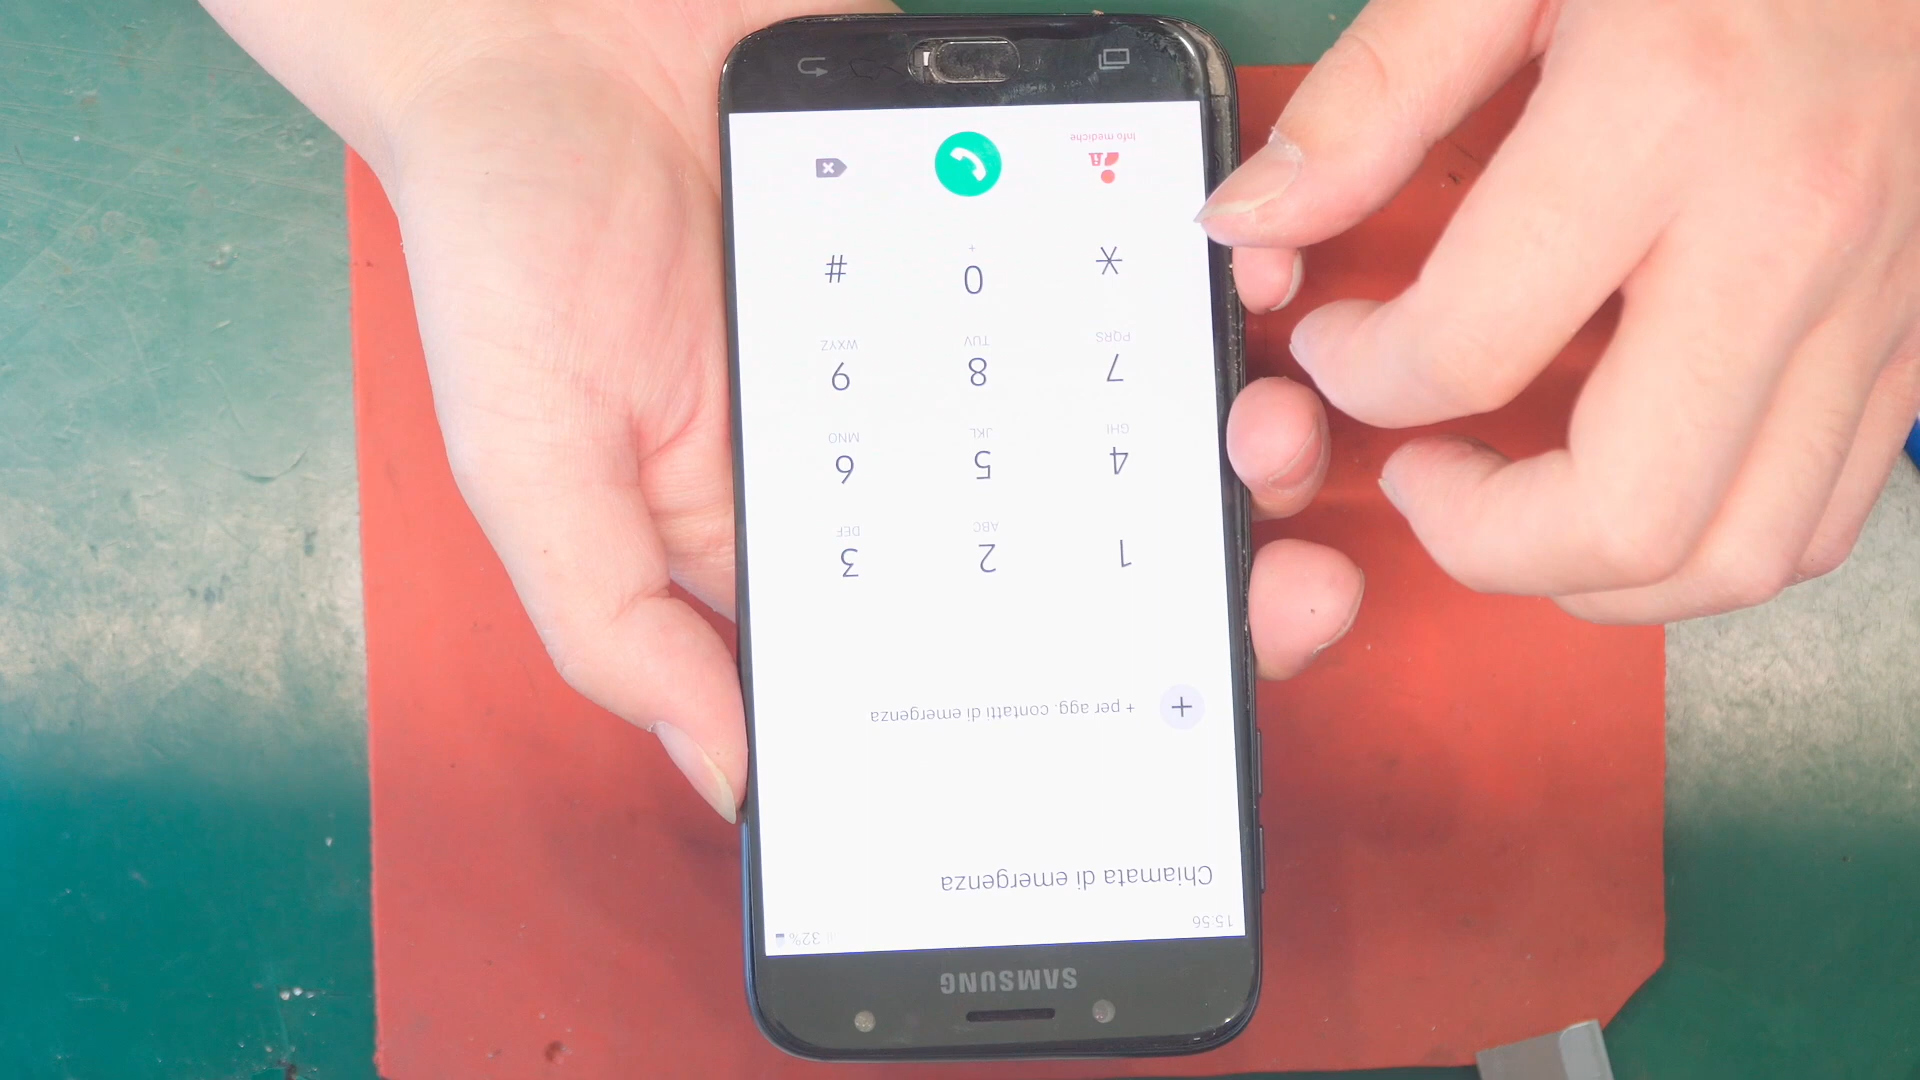 SAMSUNG
15:56 32%
Chiamata di emergenza
+ per agg. contatti di emergenza
1 2 3
ABC DEF
4 5 6
GHI JKL MNO
7 8 9
PQRS TUV WXYZ
* 0 #
+
Info mediche